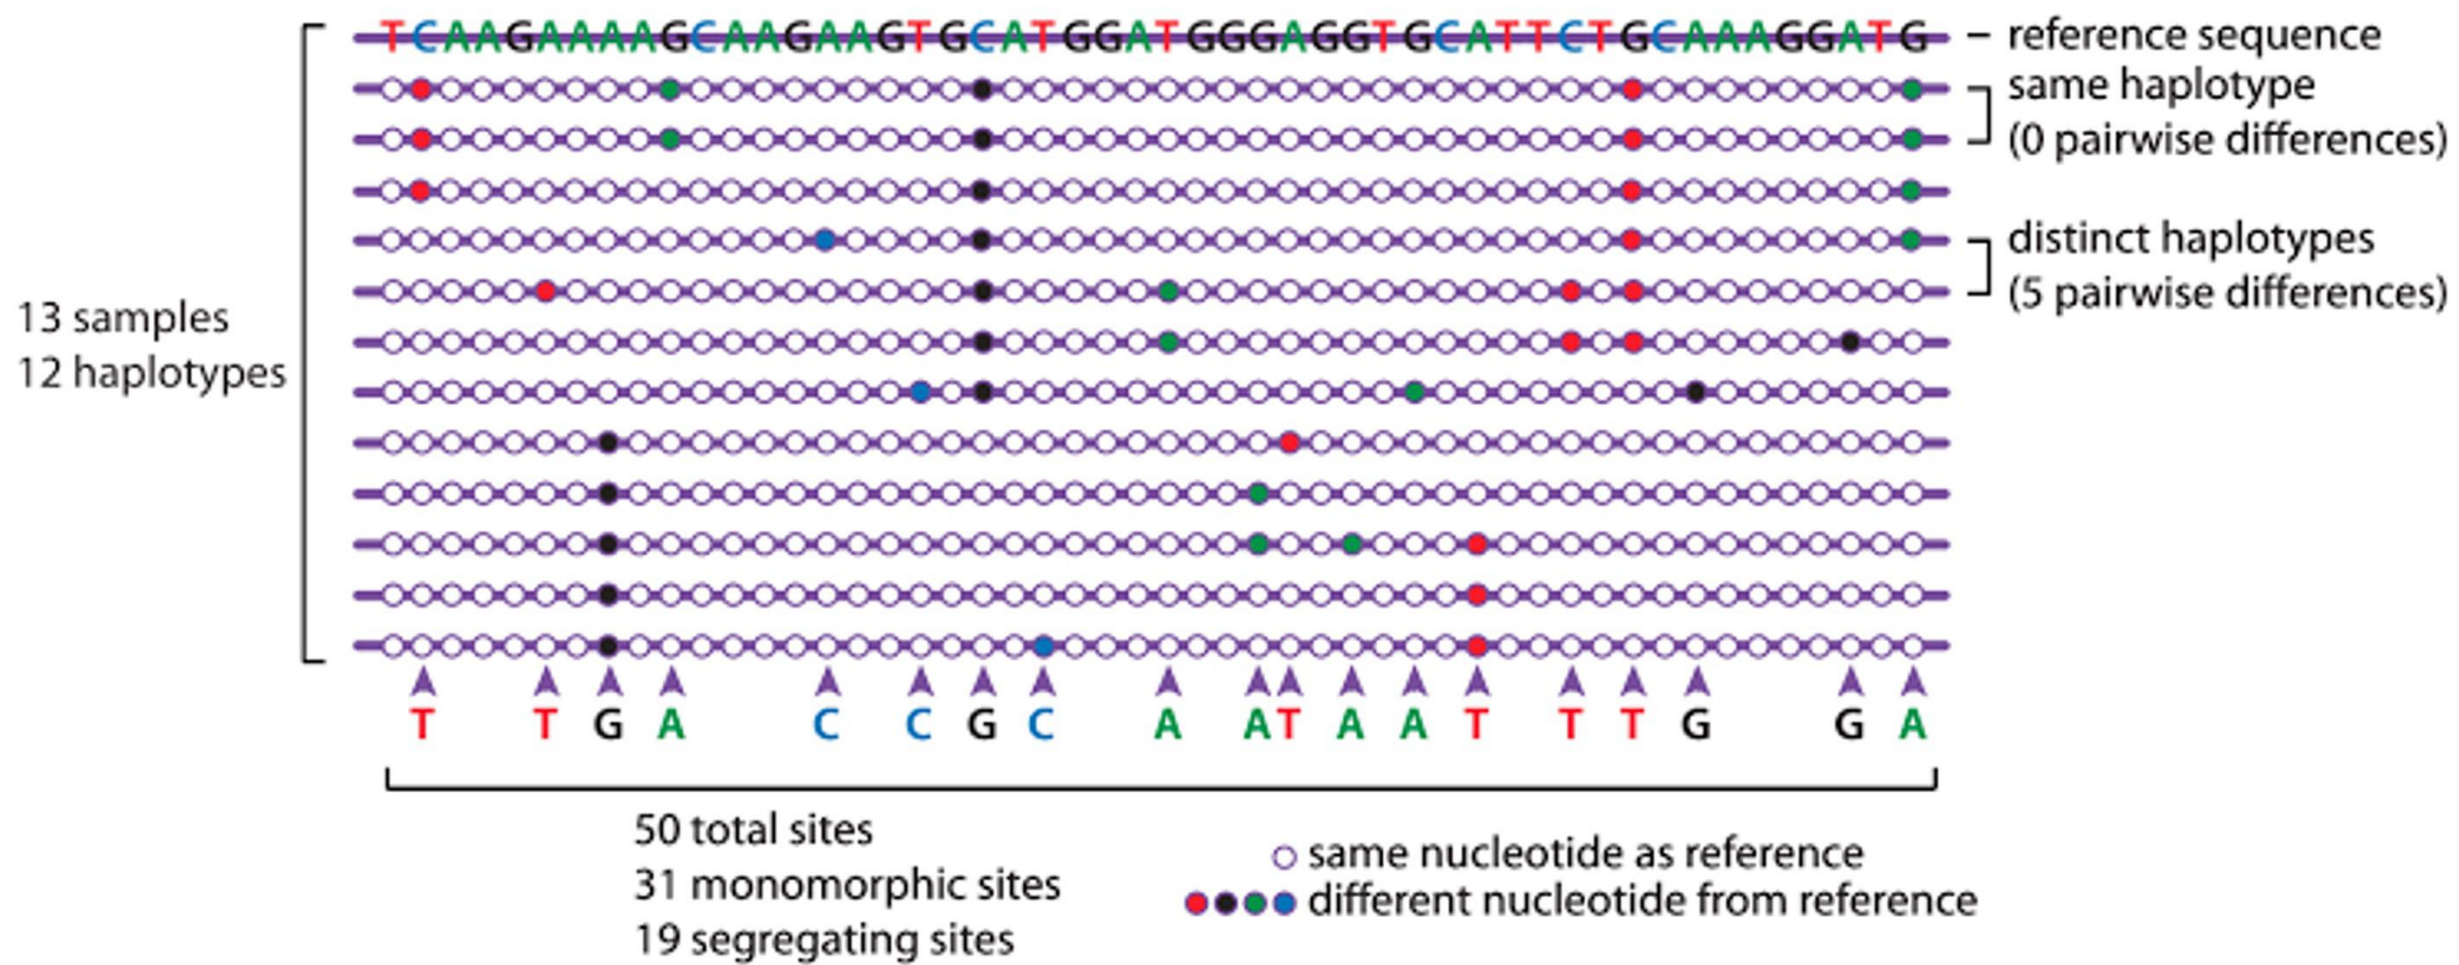 TCAAGAAAAGCAAGAAGTGCATGGATGGGAGGTGCATTCTGCAAAGGATG
reference sequence
same haplotype
(0 pairwise differences)
distinct haplotypes
(5 pairwise differences)
13 samples
12 haplotypes
T T G A C C G C A A T A A T T T G G A
50 total sites
31 monomorphic sites
19 segregating sites
same nucleotide as reference
different nucleotide from reference